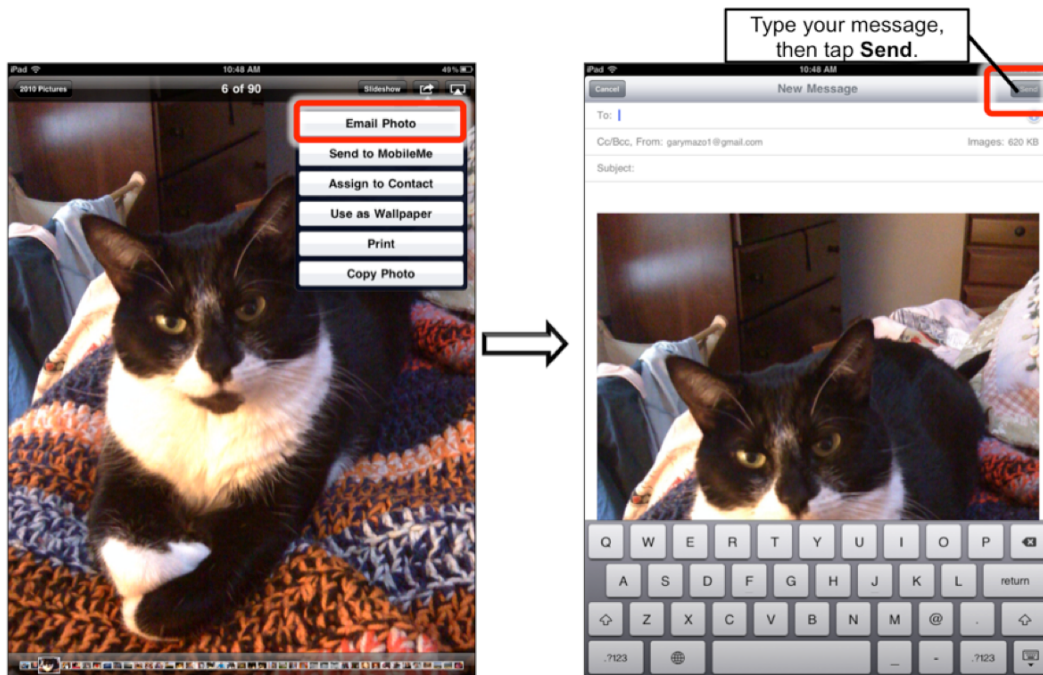 Type your message,
then tap Send.
iPad 10:48 AM 49%
2010 Pictures 6 of 90 Slideshow
Email Photo
Send to MobileMe
Assign to Contact
Use as Wallpaper
Print
Copy Photo
iPad 10:48 AM
Cancel New Message Send
To:
Cc/Bcc, From: garymazo1@gmail.com Images: 620 KB
Subject:
Q W E R T Y U I O P
A S D F G H J K L return
Z X C V B N M @ .
.?123 _ - .?123